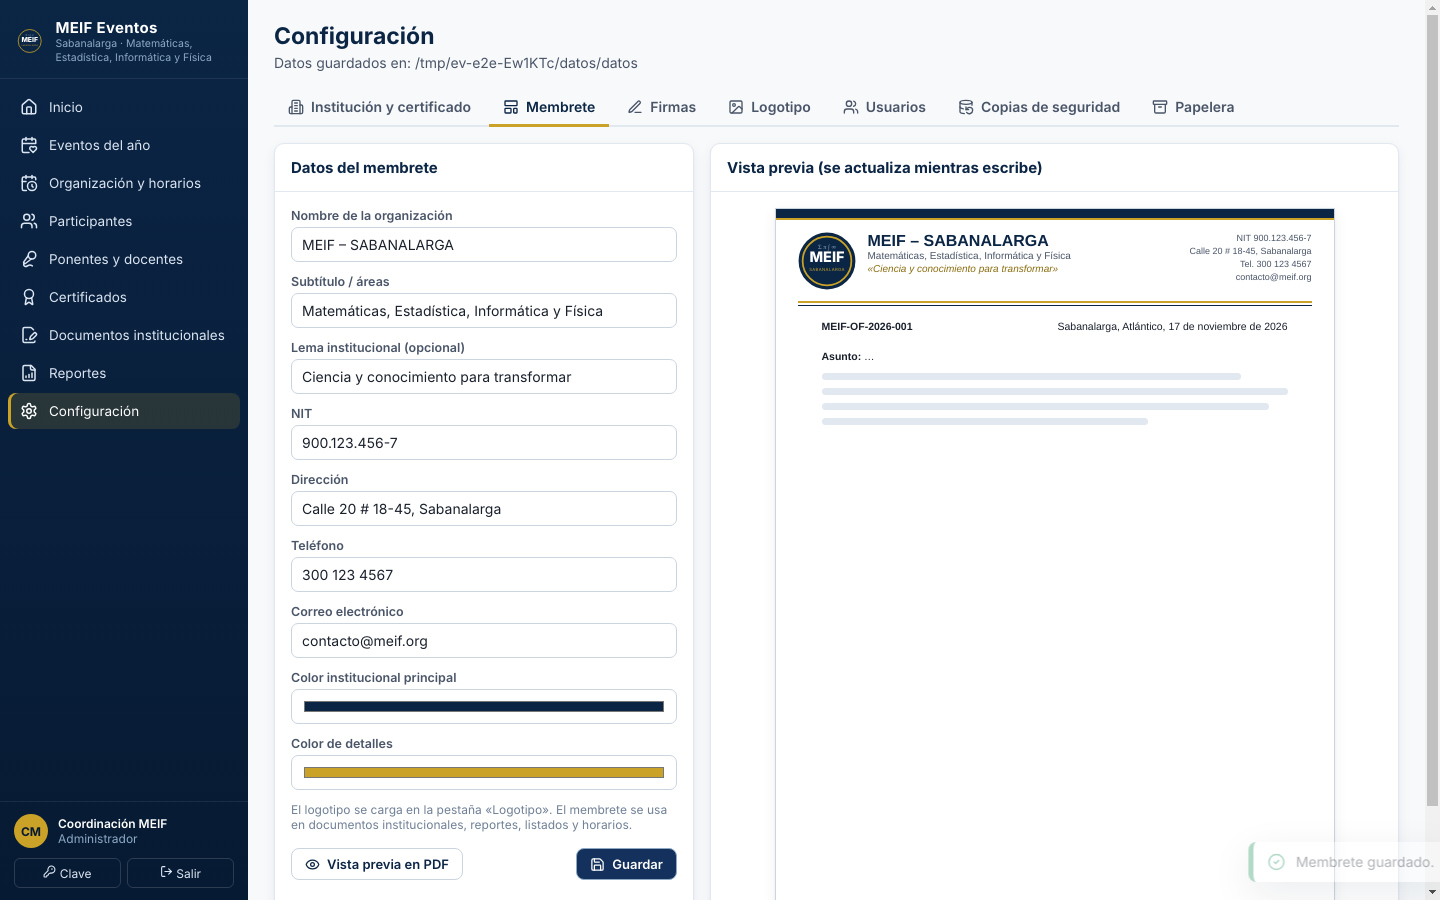 MEIF
MEIF Eventos
Sabanalarga · Matemáticas,
Estadística, Informática y Física
Inicio
Eventos del año
Organización y horarios
Participantes
Ponentes y docentes
Certificados
Documentos institucionales
Reportes
Configuración
CM
Coordinación MEIF
Administrador
Clave
Salir
Configuración
Datos guardados en: /tmp/ev-e2e-Ew1KTc/datos/datos
Institución y certificado
Membrete
Firmas
Logotipo
Usuarios
Copias de seguridad
Papelera
Datos del membrete
Nombre de la organización
MEIF – SABANALARGA
Subtítulo / áreas
Matemáticas, Estadística, Informática y Física
Lema institucional (opcional)
Ciencia y conocimiento para transformar
NIT
900.123.456-7
Dirección
Calle 20 # 18-45, Sabanalarga
Teléfono
300 123 4567
Correo electrónico
contacto@meif.org
Color institucional principal
Color de detalles
El logotipo se carga en la pestaña «Logotipo». El membrete se usa
en documentos institucionales, reportes, listados y horarios.
Vista previa en PDF
Guardar
Vista previa (se actualiza mientras escribe)
MEIF
SABANALARGA
MEIF – SABANALARGA
Matemáticas, Estadística, Informática y Física
«Ciencia y conocimiento para transformar»
NIT 900.123.456-7
Calle 20 # 18-45, Sabanalarga
Tel. 300 123 4567
contacto@meif.org
MEIF-OF-2026-001
Sabanalarga, Atlántico, 17 de noviembre de 2026
Asunto: ...
Membrete guardado.